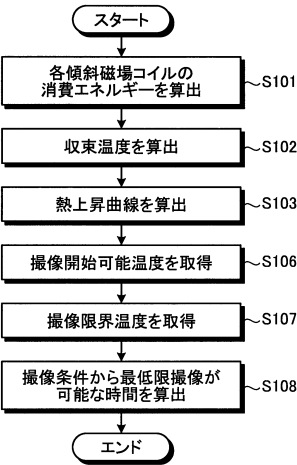 スタート
各傾斜磁場コイルの
消費エネルギーを算出
S101
収束温度を算出
S102
熱上昇曲線を算出
S103
撮像開始可能温度を取得
S106
撮像限界温度を取得
S107
撮像条件から最低限撮像が
可能な時間を算出
S108
エンド